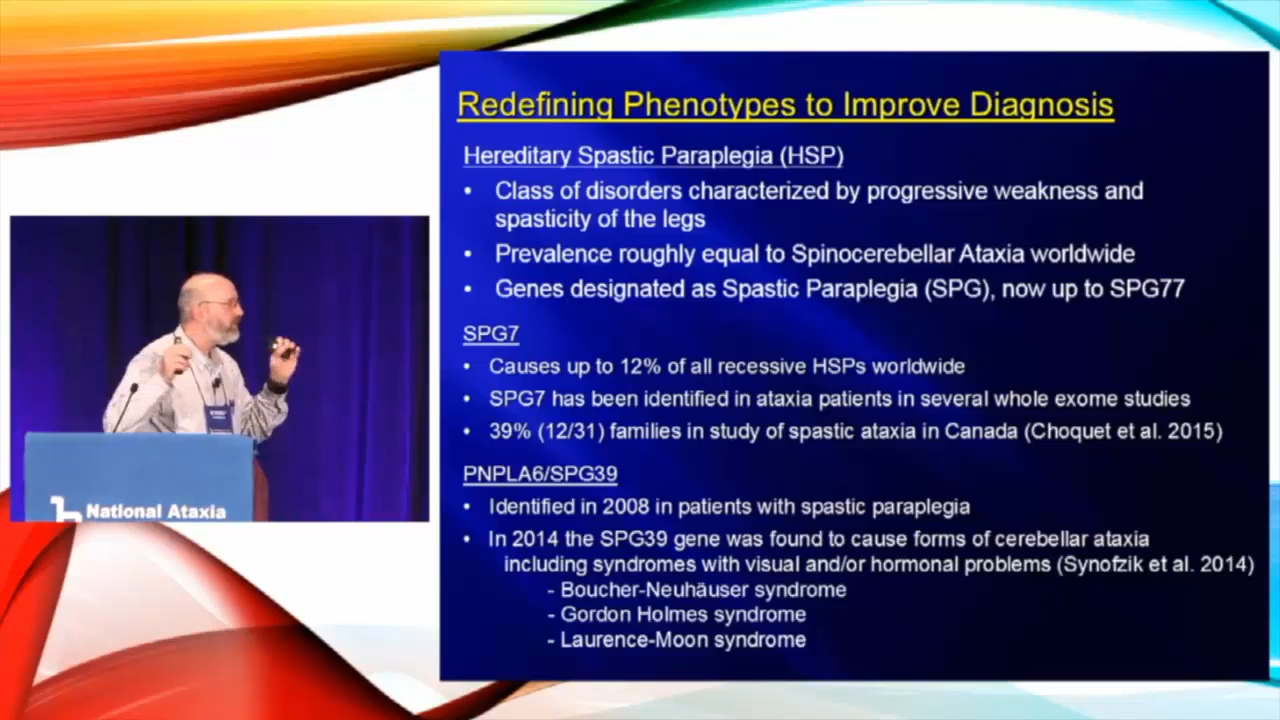 Redefining Phenotypes to Improve Diagnosis
Hereditary Spastic Paraplegia (HSP)
• Class of disorders characterized by progressive weakness and
spasticity of the legs
• Prevalence roughly equal to Spinocerebellar Ataxia worldwide
• Genes designated as Spastic Paraplegia (SPG), now up to SPG77
SPG7
• Causes up to 12% of all recessive HSPs worldwide
• SPG7 has been identified in ataxia patients in several whole exome studies
• 39% (12/31) families in study of spastic ataxia in Canada (Choquet et al. 2015)
PNPLA6/SPG39
• Identified in 2008 in patients with spastic paraplegia
• In 2014 the SPG39 gene was found to cause forms of cerebellar ataxia
including syndromes with visual and/or hormonal problems (Synofzik et al. 2014)
- Boucher-Neuhäuser syndrome
- Gordon Holmes syndrome
- Laurence-Moon syndrome
National Ataxia